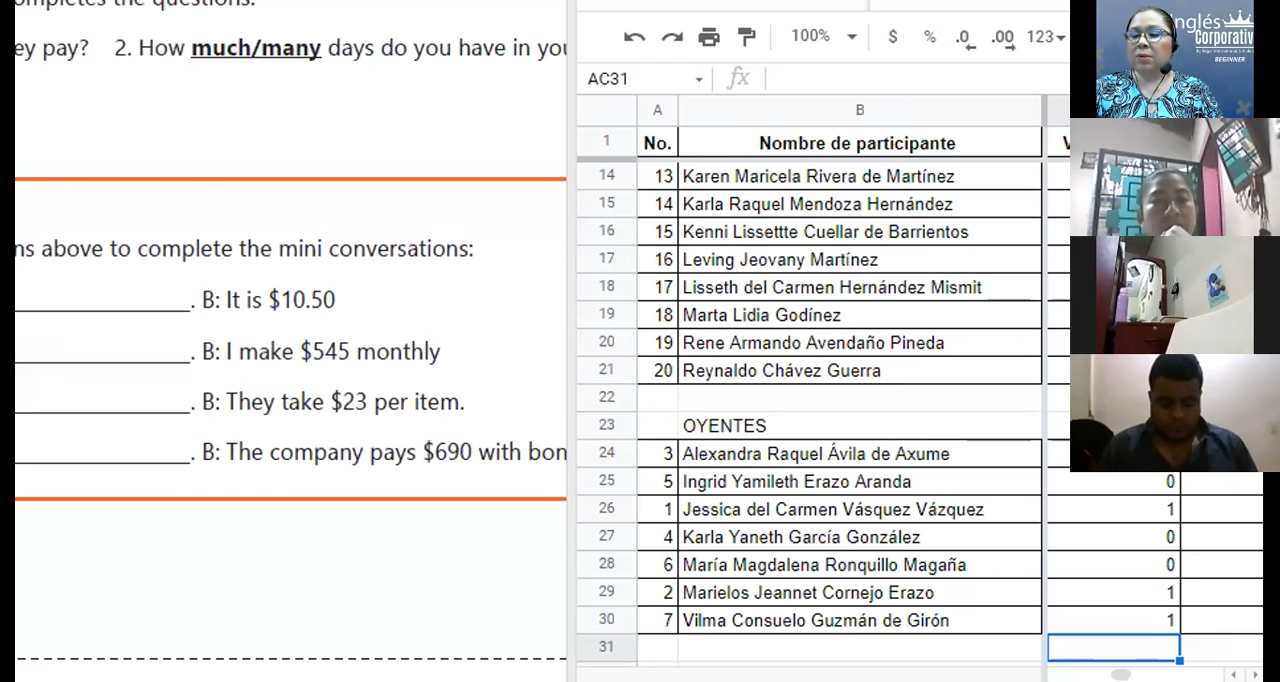 ompletes the questions.
ey pay? 2. How much/many days do you have in you
ns above to complete the mini conversations:
____________________. B: It is $10.50
____________________. B: I make $545 monthly
____________________. B: They take $23 per item.
____________________. B: The company pays $690 with bon
100% $ % .0 .00 123
AC31 fx
A B
1 No. Nombre de participante
14 13 Karen Maricela Rivera de Martínez
15 14 Karla Raquel Mendoza Hernández
16 15 Kenni Lissettte Cuellar de Barrientos
17 16 Leving Jeovany Martínez
18 17 Lisseth del Carmen Hernández Mismit
19 18 Marta Lidia Godínez
20 19 Rene Armando Avendaño Pineda
21 20 Reynaldo Chávez Guerra
22
23 OYENTES
24 3 Alexandra Raquel Ávila de Axume
25 5 Ingrid Yamileth Erazo Aranda 0
26 1 Jessica del Carmen Vásquez Vázquez 1
27 4 Karla Yaneth García González 0
28 6 María Magdalena Ronquillo Magaña 0
29 2 Marielos Jeannet Cornejo Erazo 1
30 7 Vilma Consuelo Guzmán de Girón 1
31
nglés
Corporativ
BEGINNER